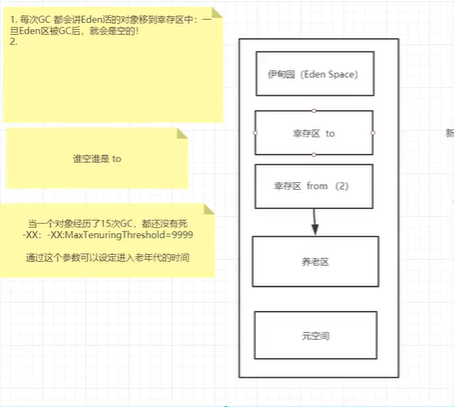 1. 每次GC 都会讲Eden活的对象移到幸存区中：一
旦Eden区被GC后，就会是空的！
2.
谁空谁是 to
当一个对象经历了15次GC，都还没有死
-XX：-XX:MaxTenuringThreshold=9999
通过这个参数可以设定进入老年代的时间
伊甸园（Eden Space）
幸存区 to
幸存区 from （2）
养老区
元空间
新